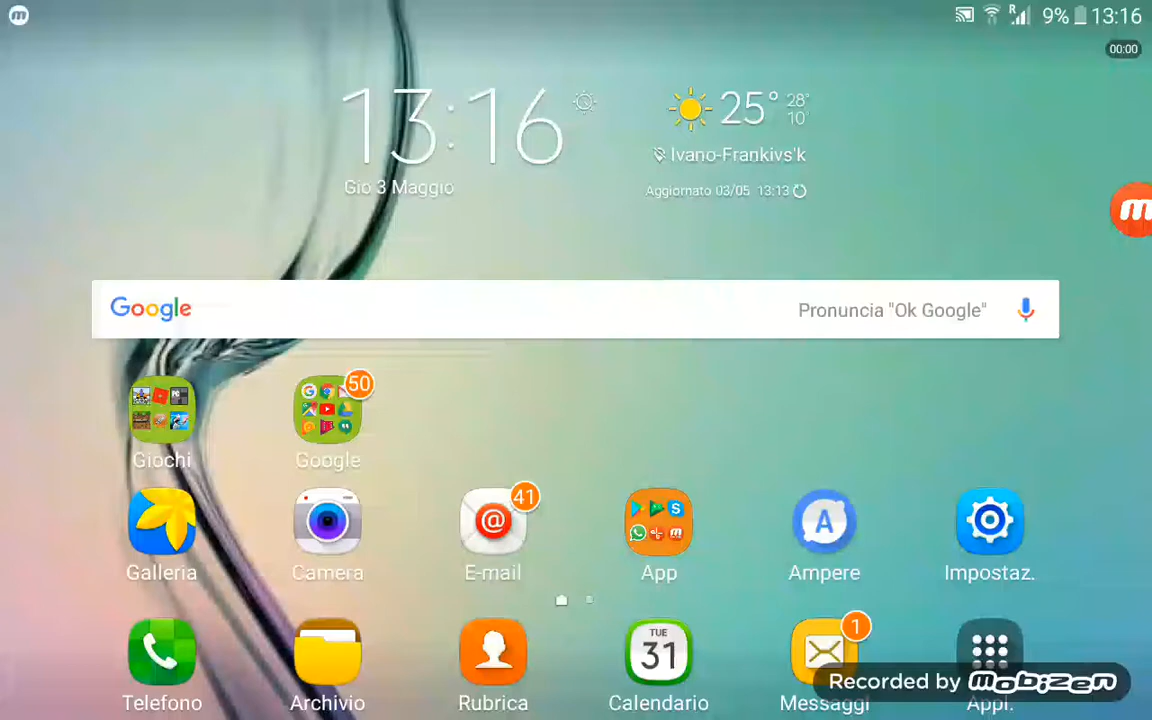 m
R 9% 13:16
00:00
13:16
Gio 3 Maggio
25° 28° 10°
Ivano-Frankivs'k
Aggiornato 03/05 13:13
m
Google
Pronuncia "Ok Google"
50
Giochi
Google
41
@
A
Galleria
Camera
E-mail
App
Ampere
Impostaz.
TUE
31
1
Recorded by mobizen
Telefono
Archivio
Rubrica
Calendario
Messaggi
Appl.